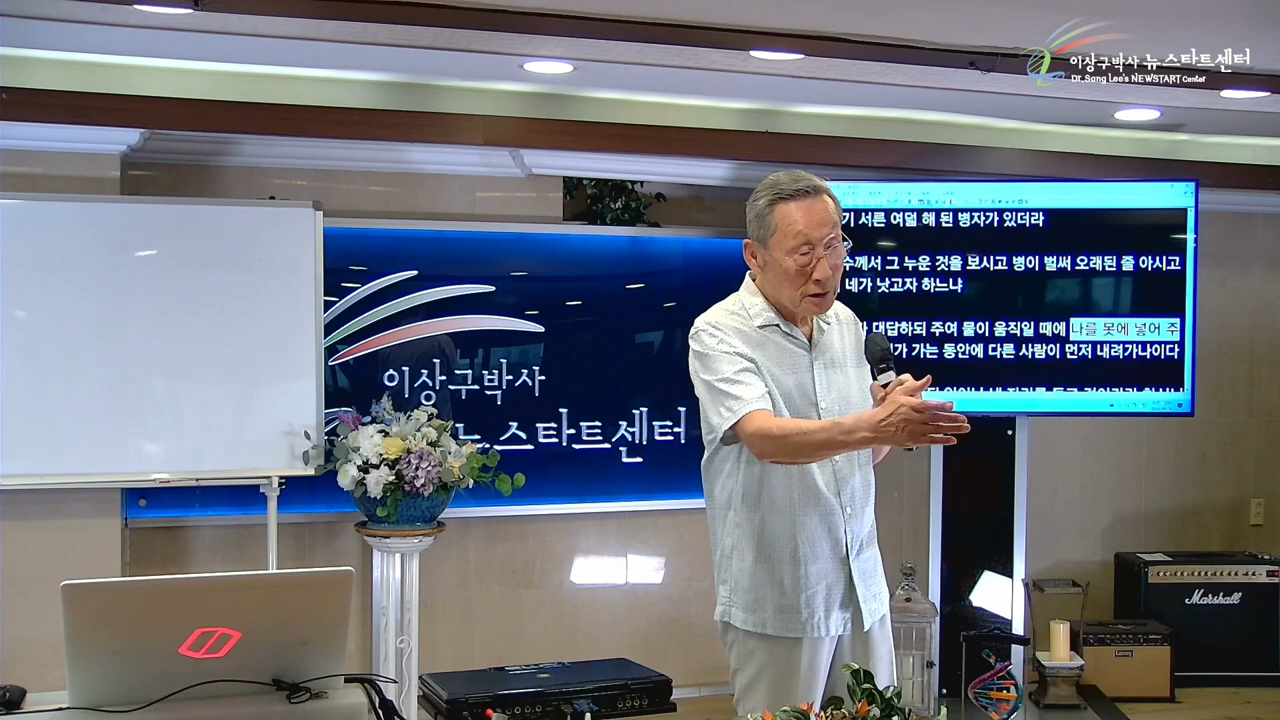 이상구박사 뉴스타트센터
Dr. Sang Lee's NEWSTART Center
기 서른 여덟 해 된 병자가 있더라
수께서 그 누운 것을 보시고 병이 벌써 오래된 줄 아시고
네가 낫고자 하느냐
대답하되 주여 물이 움직일 때에 나를 못에 넣어 주
가 가는 동안에 다른 사람이 먼저 내려가나이다
이상구박사
뉴스타트센터
Marshall
Laney